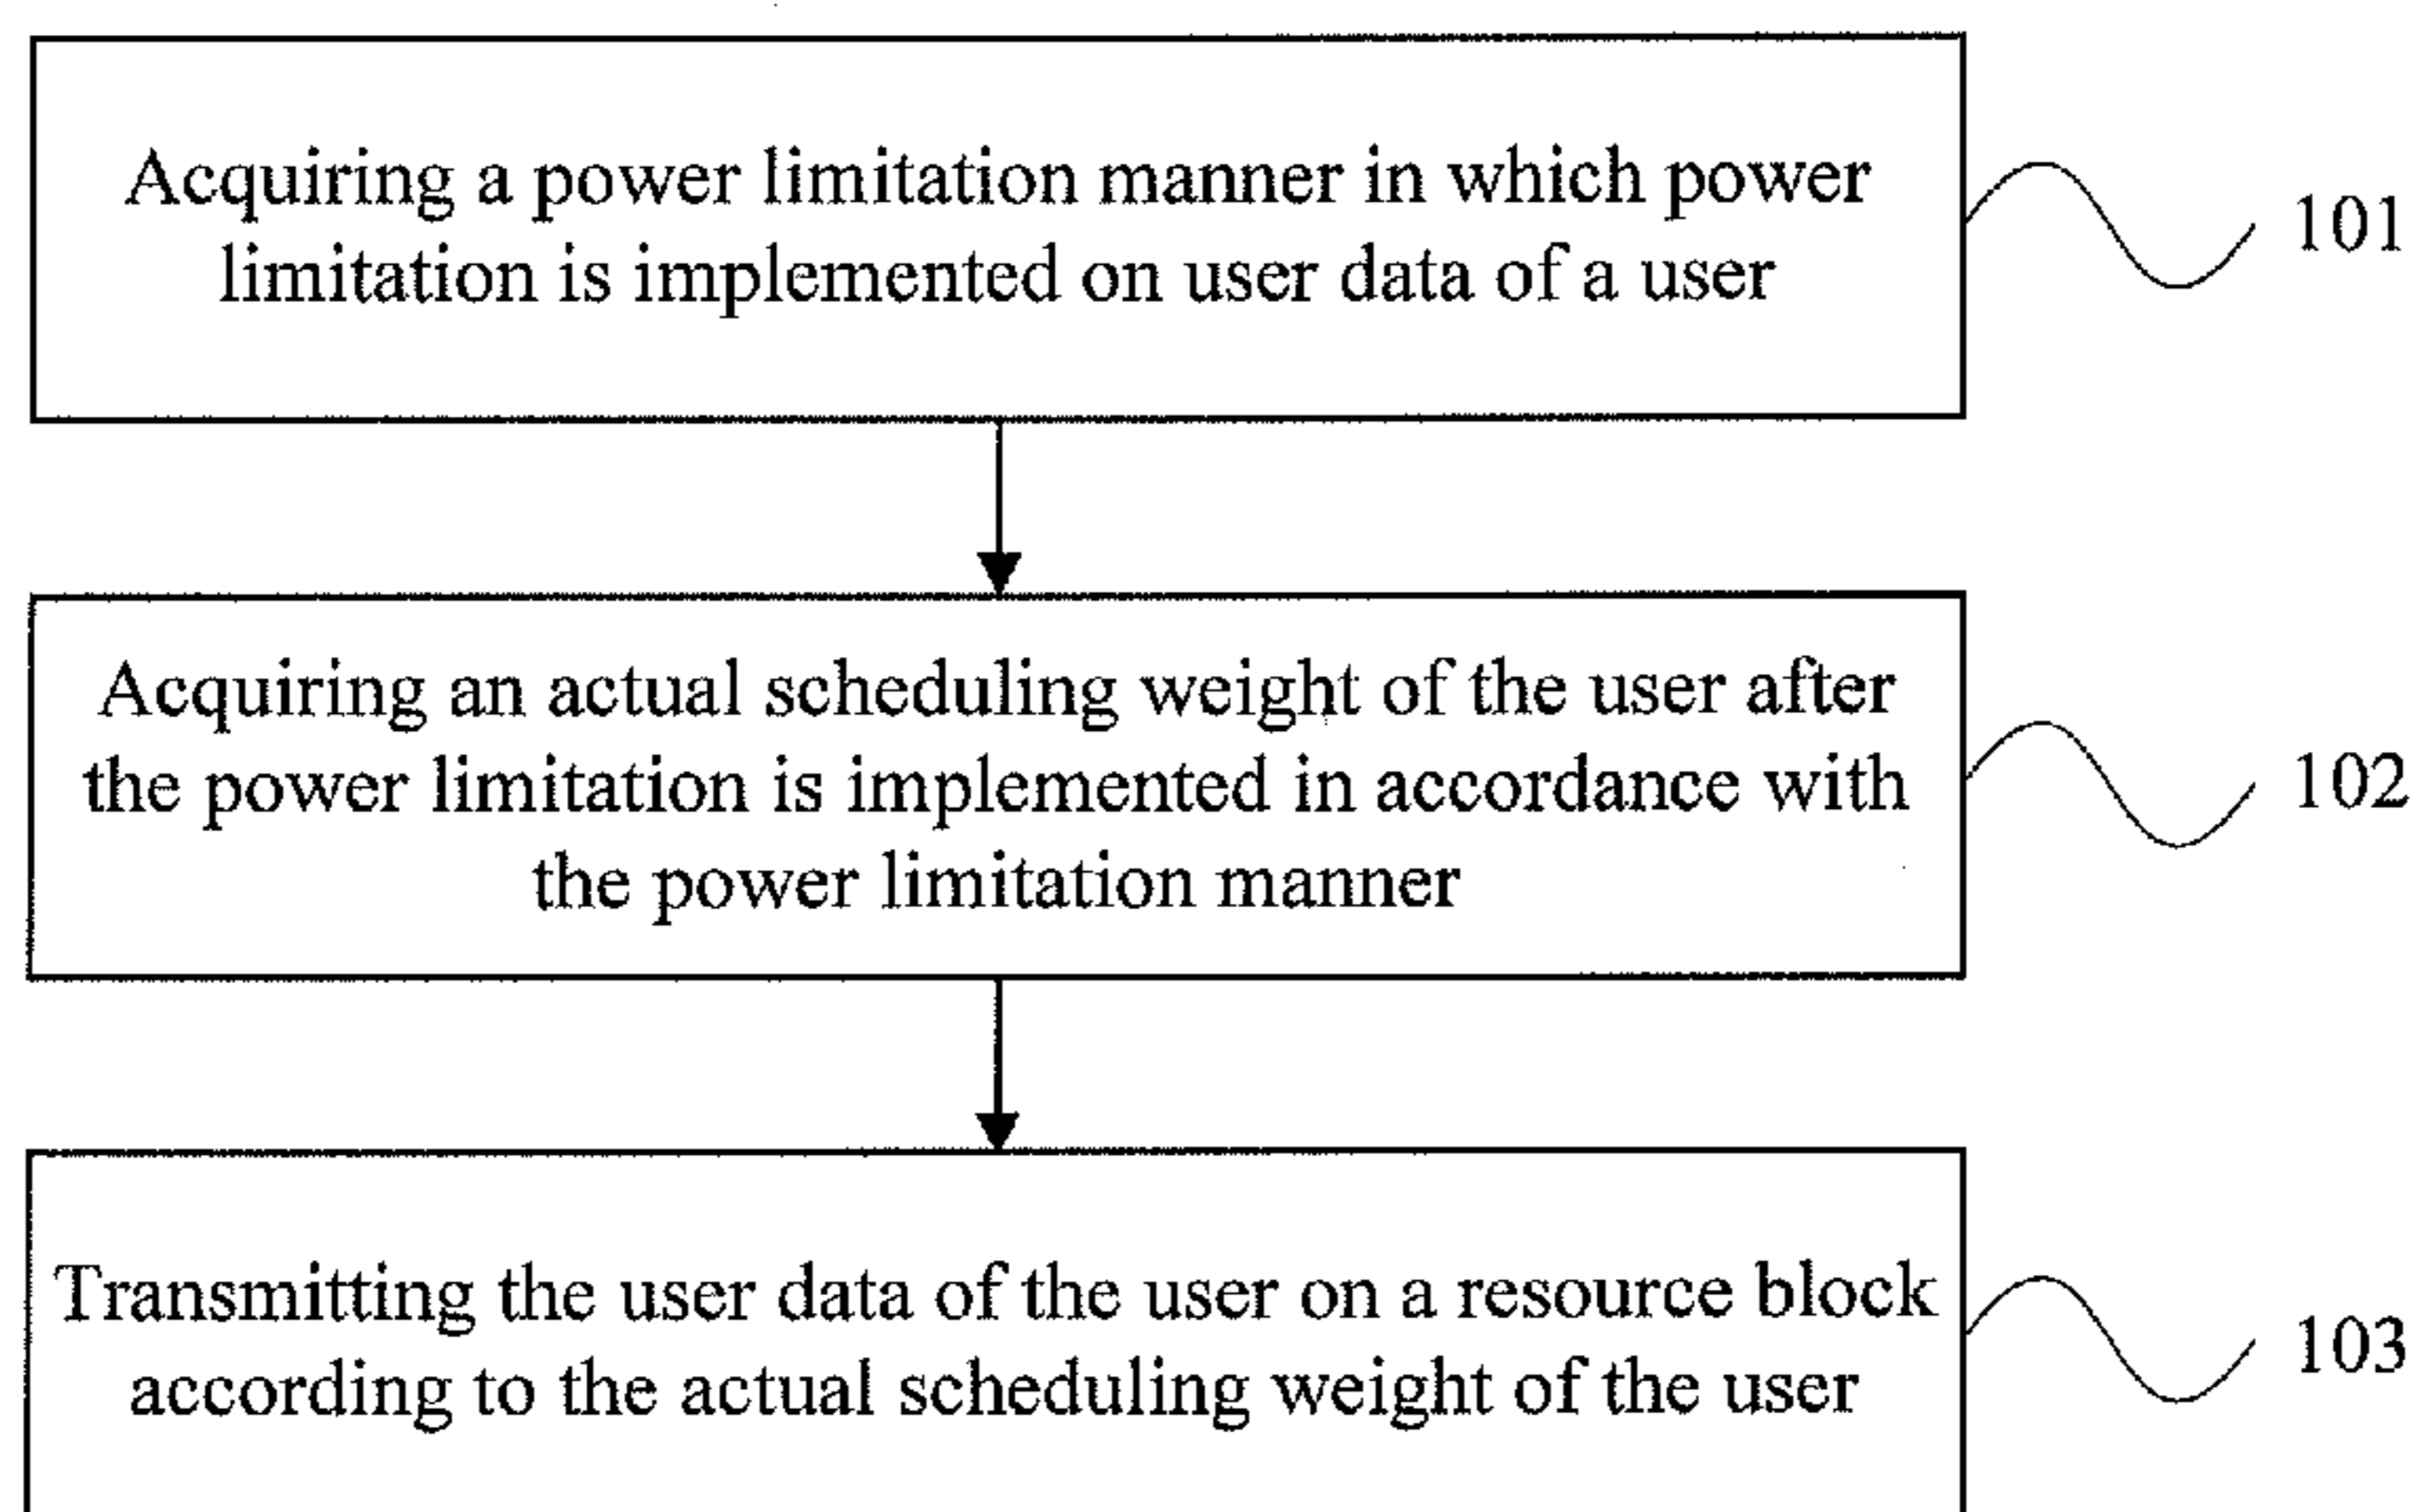 Acquiring a power limitation manner in which power
limitation is implemented on user data of a user
101
Acquiring an actual scheduling weight of the user after
the power limitation is implemented in accordance with
the power limitation manner
102
Transmitting the user data of the user on a resource block
according to the actual scheduling weight of the user
103